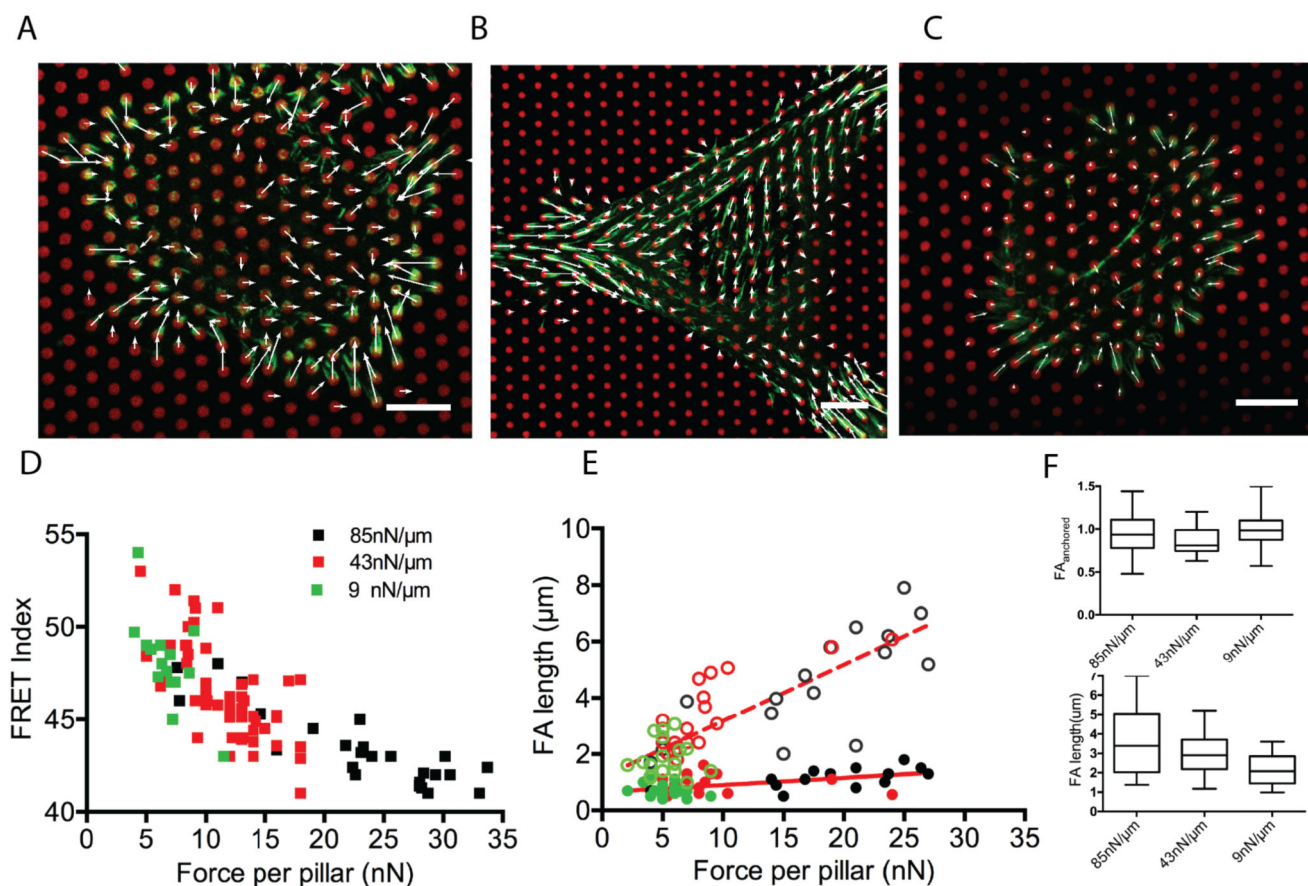 A
B
C
D
FRET Index
55
50
45
40
0
5
10
15
20
25
30
35
Force per pillar (nN)
85nN/µm
43nN/µm
9 nN/µm
E
FA length (µm)
10
8
6
4
2
0
0
5
10
15
20
25
30
35
Force per pillar (nN)
F
FAanchored
1.5
1.0
0.5
0.0
85nN/µm
43nN/µm
9nN/µm
FA length(um)
7
6
5
4
3
2
1
0
85nN/µm
43nN/µm
9nN/µm